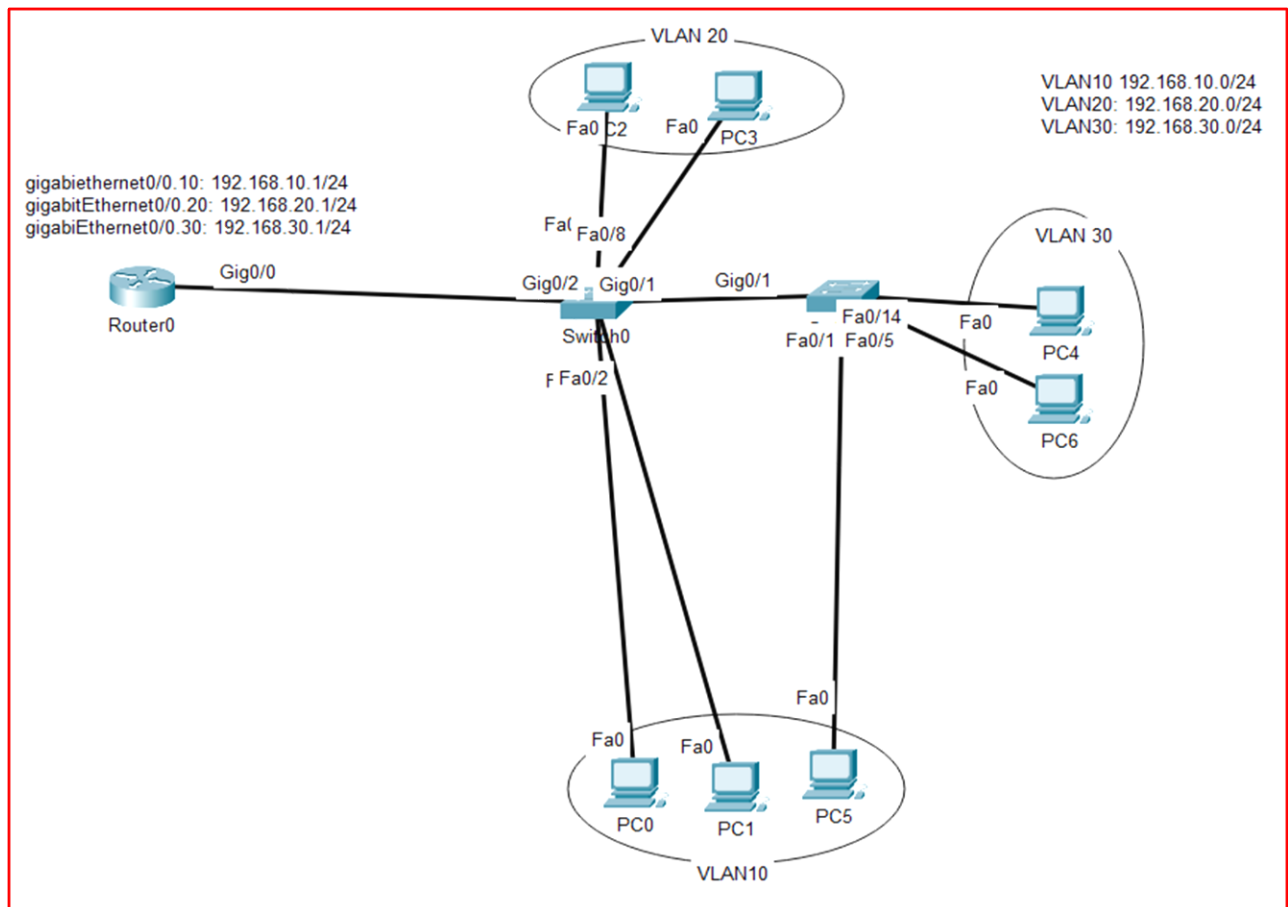 VLAN 20
VLAN10 192.168.10.0/24
VLAN20: 192.168.20.0/24
VLAN30: 192.168.30.0/24
Fa0
C2
Fa0
PC3
gigabiethernet0/0.10: 192.168.10.1/24
gigabitEthernet0/0.20: 192.168.20.1/24
gigabiEthernet0/0.30: 192.168.30.1/24
Fa0/8
VLAN 30
Gig0/0
Gig0/2
Gig0/1
Gig0/1
Router0
Switch0
Fa0/14
Fa0/1
Fa0/5
Fa0
PC4
Fa0/2
Fa0
PC6
Fa0
Fa0
Fa0
PC0
PC1
PC5
VLAN10